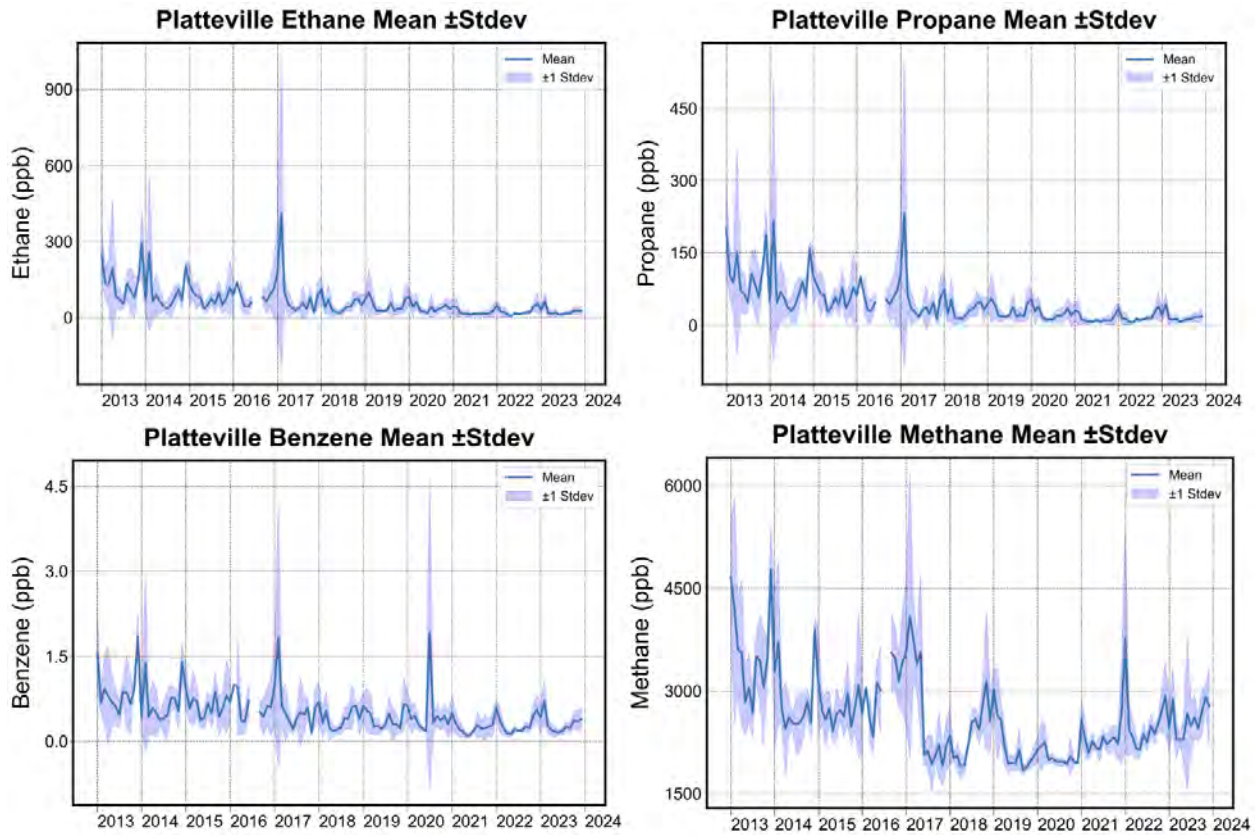 Platteville Ethane Mean ±Stdev
Mean
±1 Stdev
900
600
300
0
Ethane (ppb)
2013 2014 2015 2016 2017 2018 2019 2020 2021 2022 2023 2024
Platteville Propane Mean ±Stdev
Mean
±1 Stdev
450
300
150
0
Propane (ppb)
2013 2014 2015 2016 2017 2018 2019 2020 2021 2022 2023 2024
Platteville Benzene Mean ±Stdev
Mean
±1 Stdev
4.5
3.0
1.5
0.0
Benzene (ppb)
2013 2014 2015 2016 2017 2018 2019 2020 2021 2022 2023 2024
Platteville Methane Mean ±Stdev
Mean
±1 Stdev
6000
4500
3000
1500
Methane (ppb)
2013 2014 2015 2016 2017 2018 2019 2020 2021 2022 2023 2024